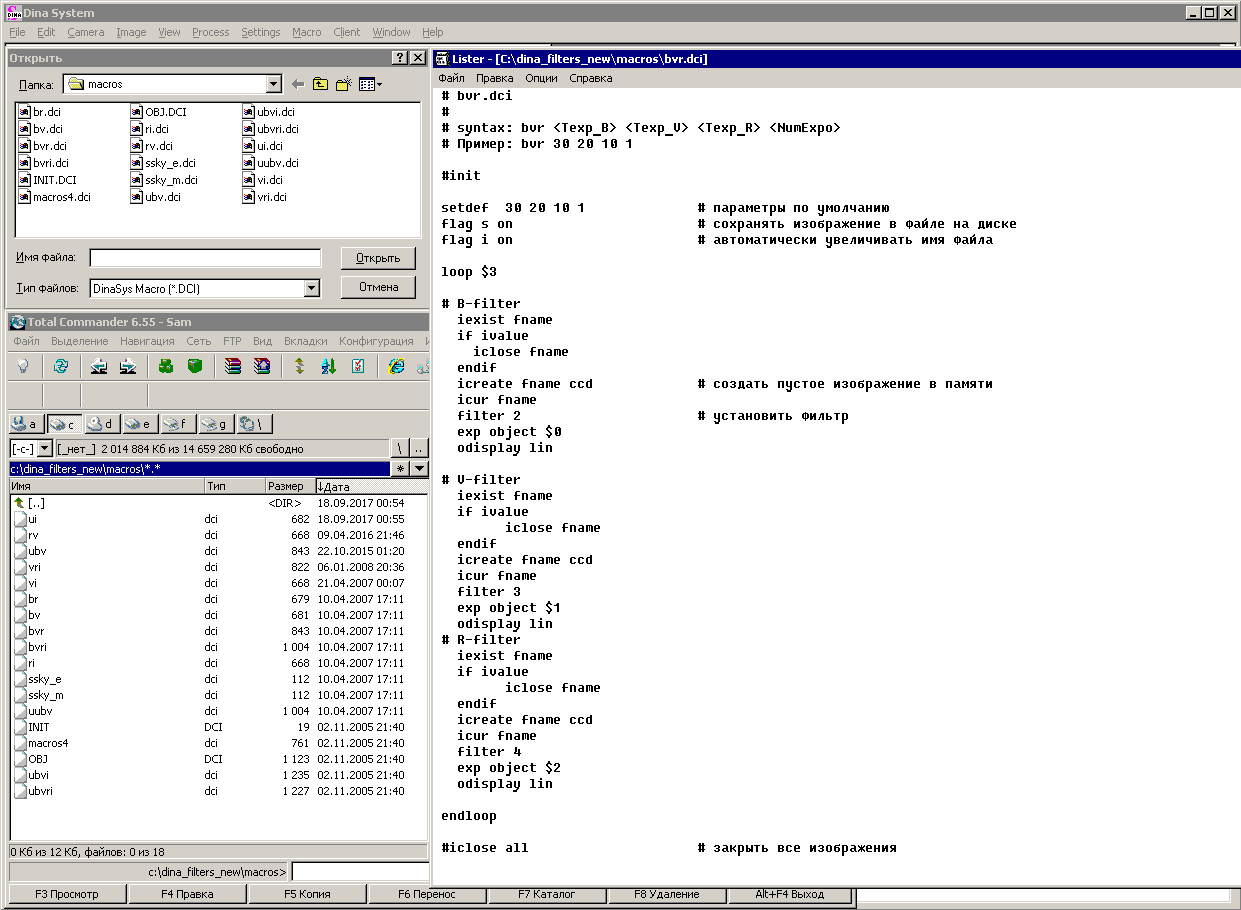 Dina System
File Edit Camera Image View Process Settings Macro Client Window Help
Открыть
Папка: macros
br.dci OBJ.DCI ubvi.dci
bv.dci ri.dci ubvri.dci
bvr.dci rv.dci ui.dci
bvri.dci ssky_e.dci uubv.dci
INIT.DCI ssky_m.dci vi.dci
macros4.dci ubv.dci vri.dci
Имя файла: Открыть
Тип файлов: DinaSys Macro (*.DCI) Отмена
Total Commander 6.55 - Sam
Файл Выделение Навигация Сеть FTP Вид Вкладки Конфигурация
a c d e f g \
[-c-] [_нет_] 2 014 884 Кб из 14 659 280 Кб свободно \ ..
c:\dina_filters_new\macros\*.* *
Имя Тип Размер ↓Дата
[..] <DIR> 18.09.2017 00:54
ui dci 682 18.09.2017 00:55
rv dci 668 09.04.2016 21:46
ubv dci 843 22.10.2015 01:20
vri dci 822 06.01.2008 20:36
vi dci 668 21.04.2007 00:07
br dci 679 10.04.2007 17:11
bv dci 681 10.04.2007 17:11
bvr dci 843 10.04.2007 17:11
bvri dci 1 004 10.04.2007 17:11
ri dci 668 10.04.2007 17:11
ssky_e dci 112 10.04.2007 17:11
ssky_m dci 112 10.04.2007 17:11
uubv dci 1 004 10.04.2007 17:11
INIT DCI 19 02.11.2005 21:40
macros4 dci 761 02.11.2005 21:40
OBJ DCI 1 123 02.11.2005 21:40
ubvi dci 1 235 02.11.2005 21:40
ubvri dci 1 227 02.11.2005 21:40
0 Кб из 12 Кб, файлов: 0 из 18
c:\dina_filters_new\macros>
F3 Просмотр F4 Правка F5 Копия F6 Перенос F7 Каталог F8 Удаление Alt+F4 Выход
Lister - [C:\dina_filters_new\macros\bvr.dci]
Файл Правка Опции Справка
# bvr.dci
#
# syntax: bvr <Texp_B> <Texp_V> <Texp_R> <NumExpo>
# Пример: bvr 30 20 10 1
#init
setdef 30 20 10 1 # параметры по умолчанию
flag s on # сохранять изображение в файле на диске
flag i on # автоматически увеличивать имя файла
loop $3
# B-filter
iexist fname
if ivalue
iclose fname
endif
icreate fname ccd # создать пустое изображение в памяти
icur fname
filter 2 # установить фильтр
exp object $0
odisplay lin
# V-filter
iexist fname
if ivalue
iclose fname
endif
icreate fname ccd
icur fname
filter 3
exp object $1
odisplay lin
# R-filter
iexist fname
if ivalue
iclose fname
endif
icreate fname ccd
icur fname
filter 4
exp object $2
odisplay lin
endloop
#iclose all # закрыть все изображения